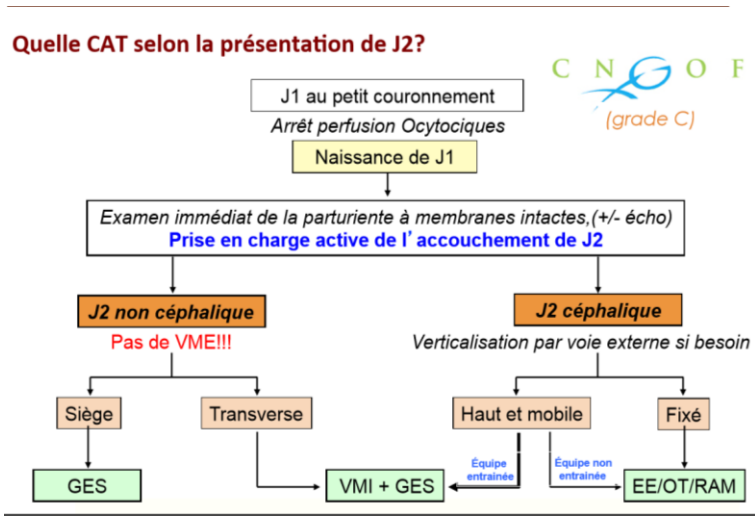 Quelle CAT selon la présentation de J2?
C N G O F
(grade C)
J1 au petit couronnement
Arrêt perfusion Ocytociques
Naissance de J1
Examen immédiat de la parturiente à membranes intactes,(+/- écho)
Prise en charge active de l'accouchement de J2
J2 non céphalique
J2 céphalique
Pas de VME!!!
Verticalisation par voie externe si besoin
Siège
Transverse
Haut et mobile
Fixé
Équipe
entrainée
Équipe non
entrainée
GES
VMI + GES
EE/OT/RAM